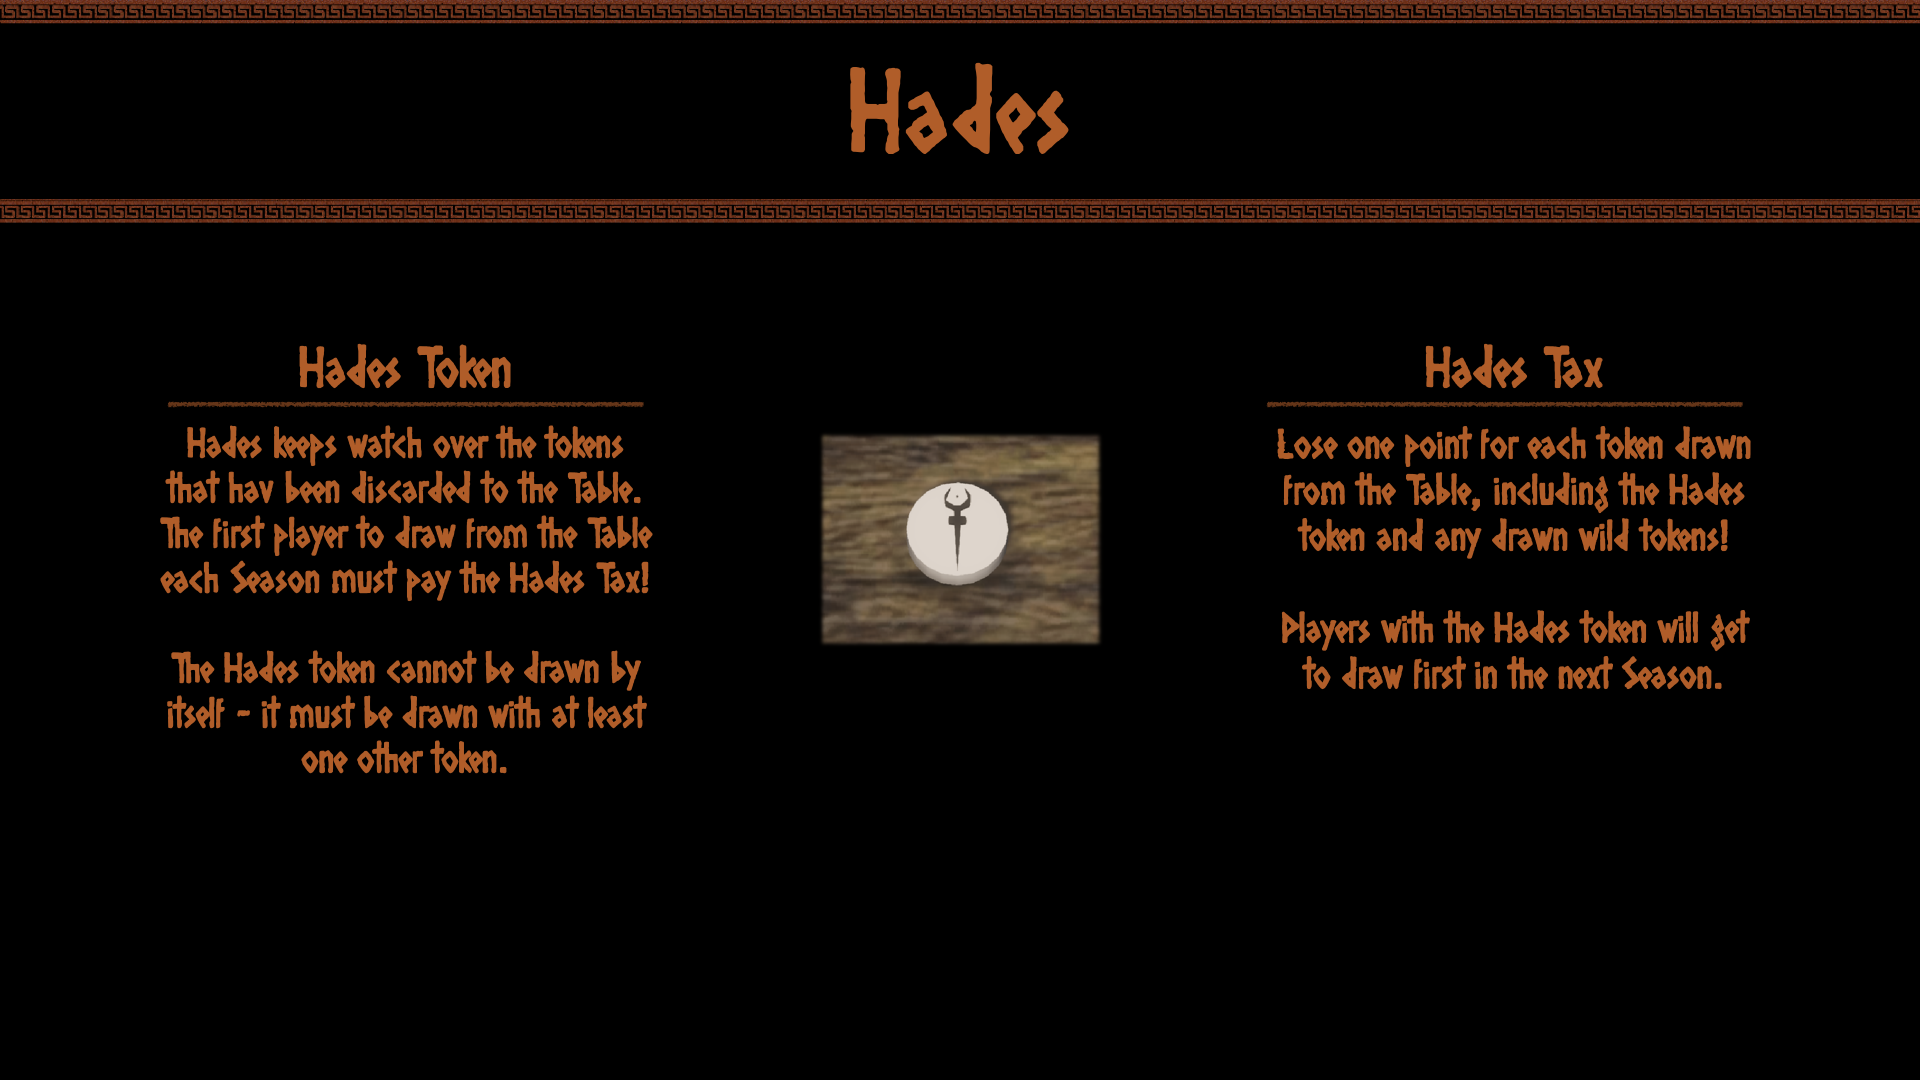 Hades
Hades Token
Hades keeps watch over the tokens
that hav been discarded to the Table.
The first player to draw from the Table
each Season must pay the Hades Tax!
The Hades token cannot be drawn by
itself - it must be drawn with at least
one other token.
Hades Tax
Lose one point for each token drawn
from the Table, including the Hades
token and any drawn wild tokens!
Players with the Hades token will get
to draw first in the next Season.